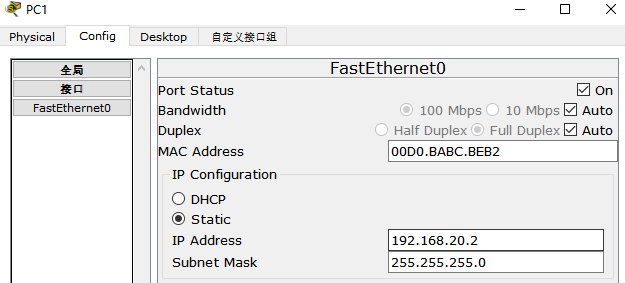 PC1
Physical Config Desktop 自定义接口组
全局
接口
FastEthernet0
FastEthernet0
Port Status On
Bandwidth 100 Mbps 10 Mbps Auto
Duplex Half Duplex Full Duplex Auto
MAC Address 00D0.BABC.BEB2
IP Configuration
DHCP
Static
IP Address 192.168.20.2
Subnet Mask 255.255.255.0